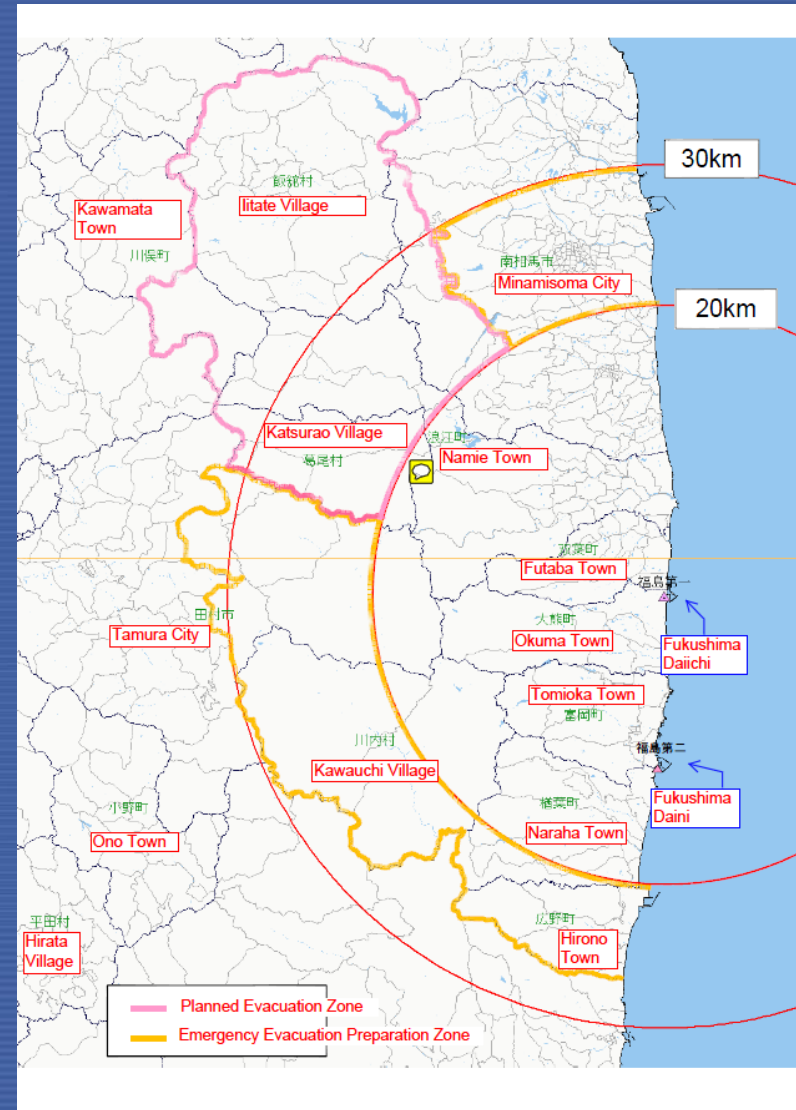 30km
飯舘村
Iitate Village
Kawamata
Town
川俣町
南相馬市
Minamisoma City
20km
Katsurao Village
葛尾村
浪江町
Namie Town
双葉町
Futaba Town
福島第一
大熊町
Okuma Town
Fukushima
Daiichi
田村市
Tamura City
Tomioka Town
富岡町
川内村
Kawauchi Village
福島第二
Fukushima
Daini
楢葉町
Naraha Town
小野町
Ono Town
平田村
Hirata
Village
広野町
Hirono
Town
Planned Evacuation Zone
Emergency Evacuation Preparation Zone